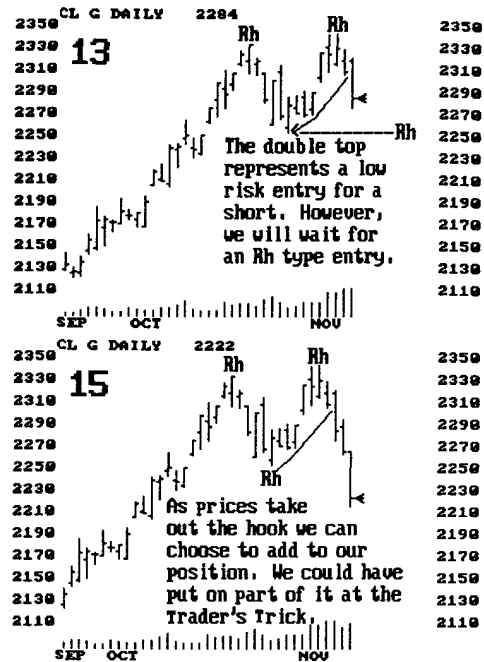 CL G DAILY 2284
13
2350
2330
2310
2290
2270
2250
2230
2210
2190
2170
2150
2130
2110
Rh
Rh
Rh
The double top
represents a low
risk entry for a
short. However,
we will wait for
an Rh type entry.
2350
2330
2310
2290
2270
2250
2230
2210
2190
2170
2150
2130
2110
SEP OCT NOV
CL G DAILY 2222
15
2350
2330
2310
2290
2270
2250
2230
2210
2190
2170
2150
2130
2110
Rh
Rh
Rh
As prices take
out the hook we can
choose to add to our
position. We could have
put on part of it at the
Trader's Trick.
2350
2330
2310
2290
2270
2250
2230
2210
2190
2170
2150
2130
2110
SEP OCT NOV